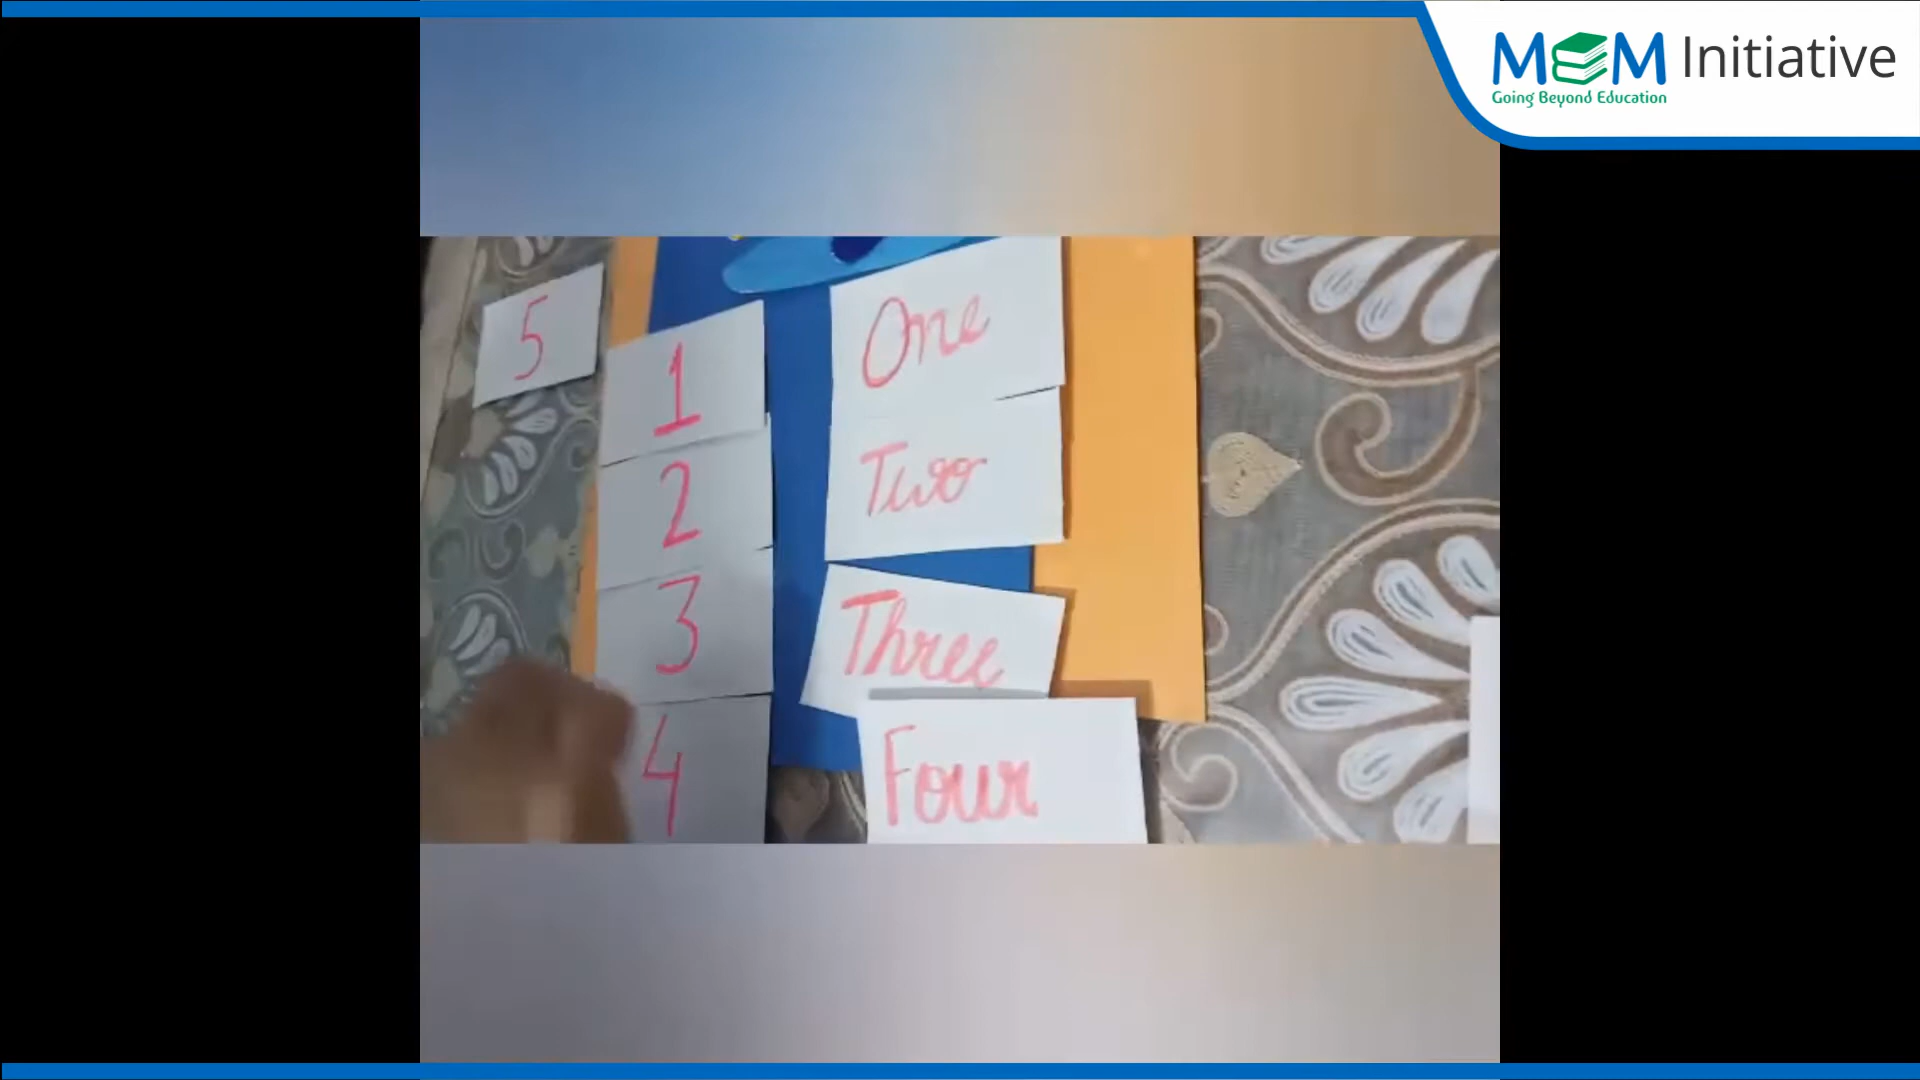 MEM Initiative
Going Beyond Education
5
1 One
2 Two
3 Three
4 Four